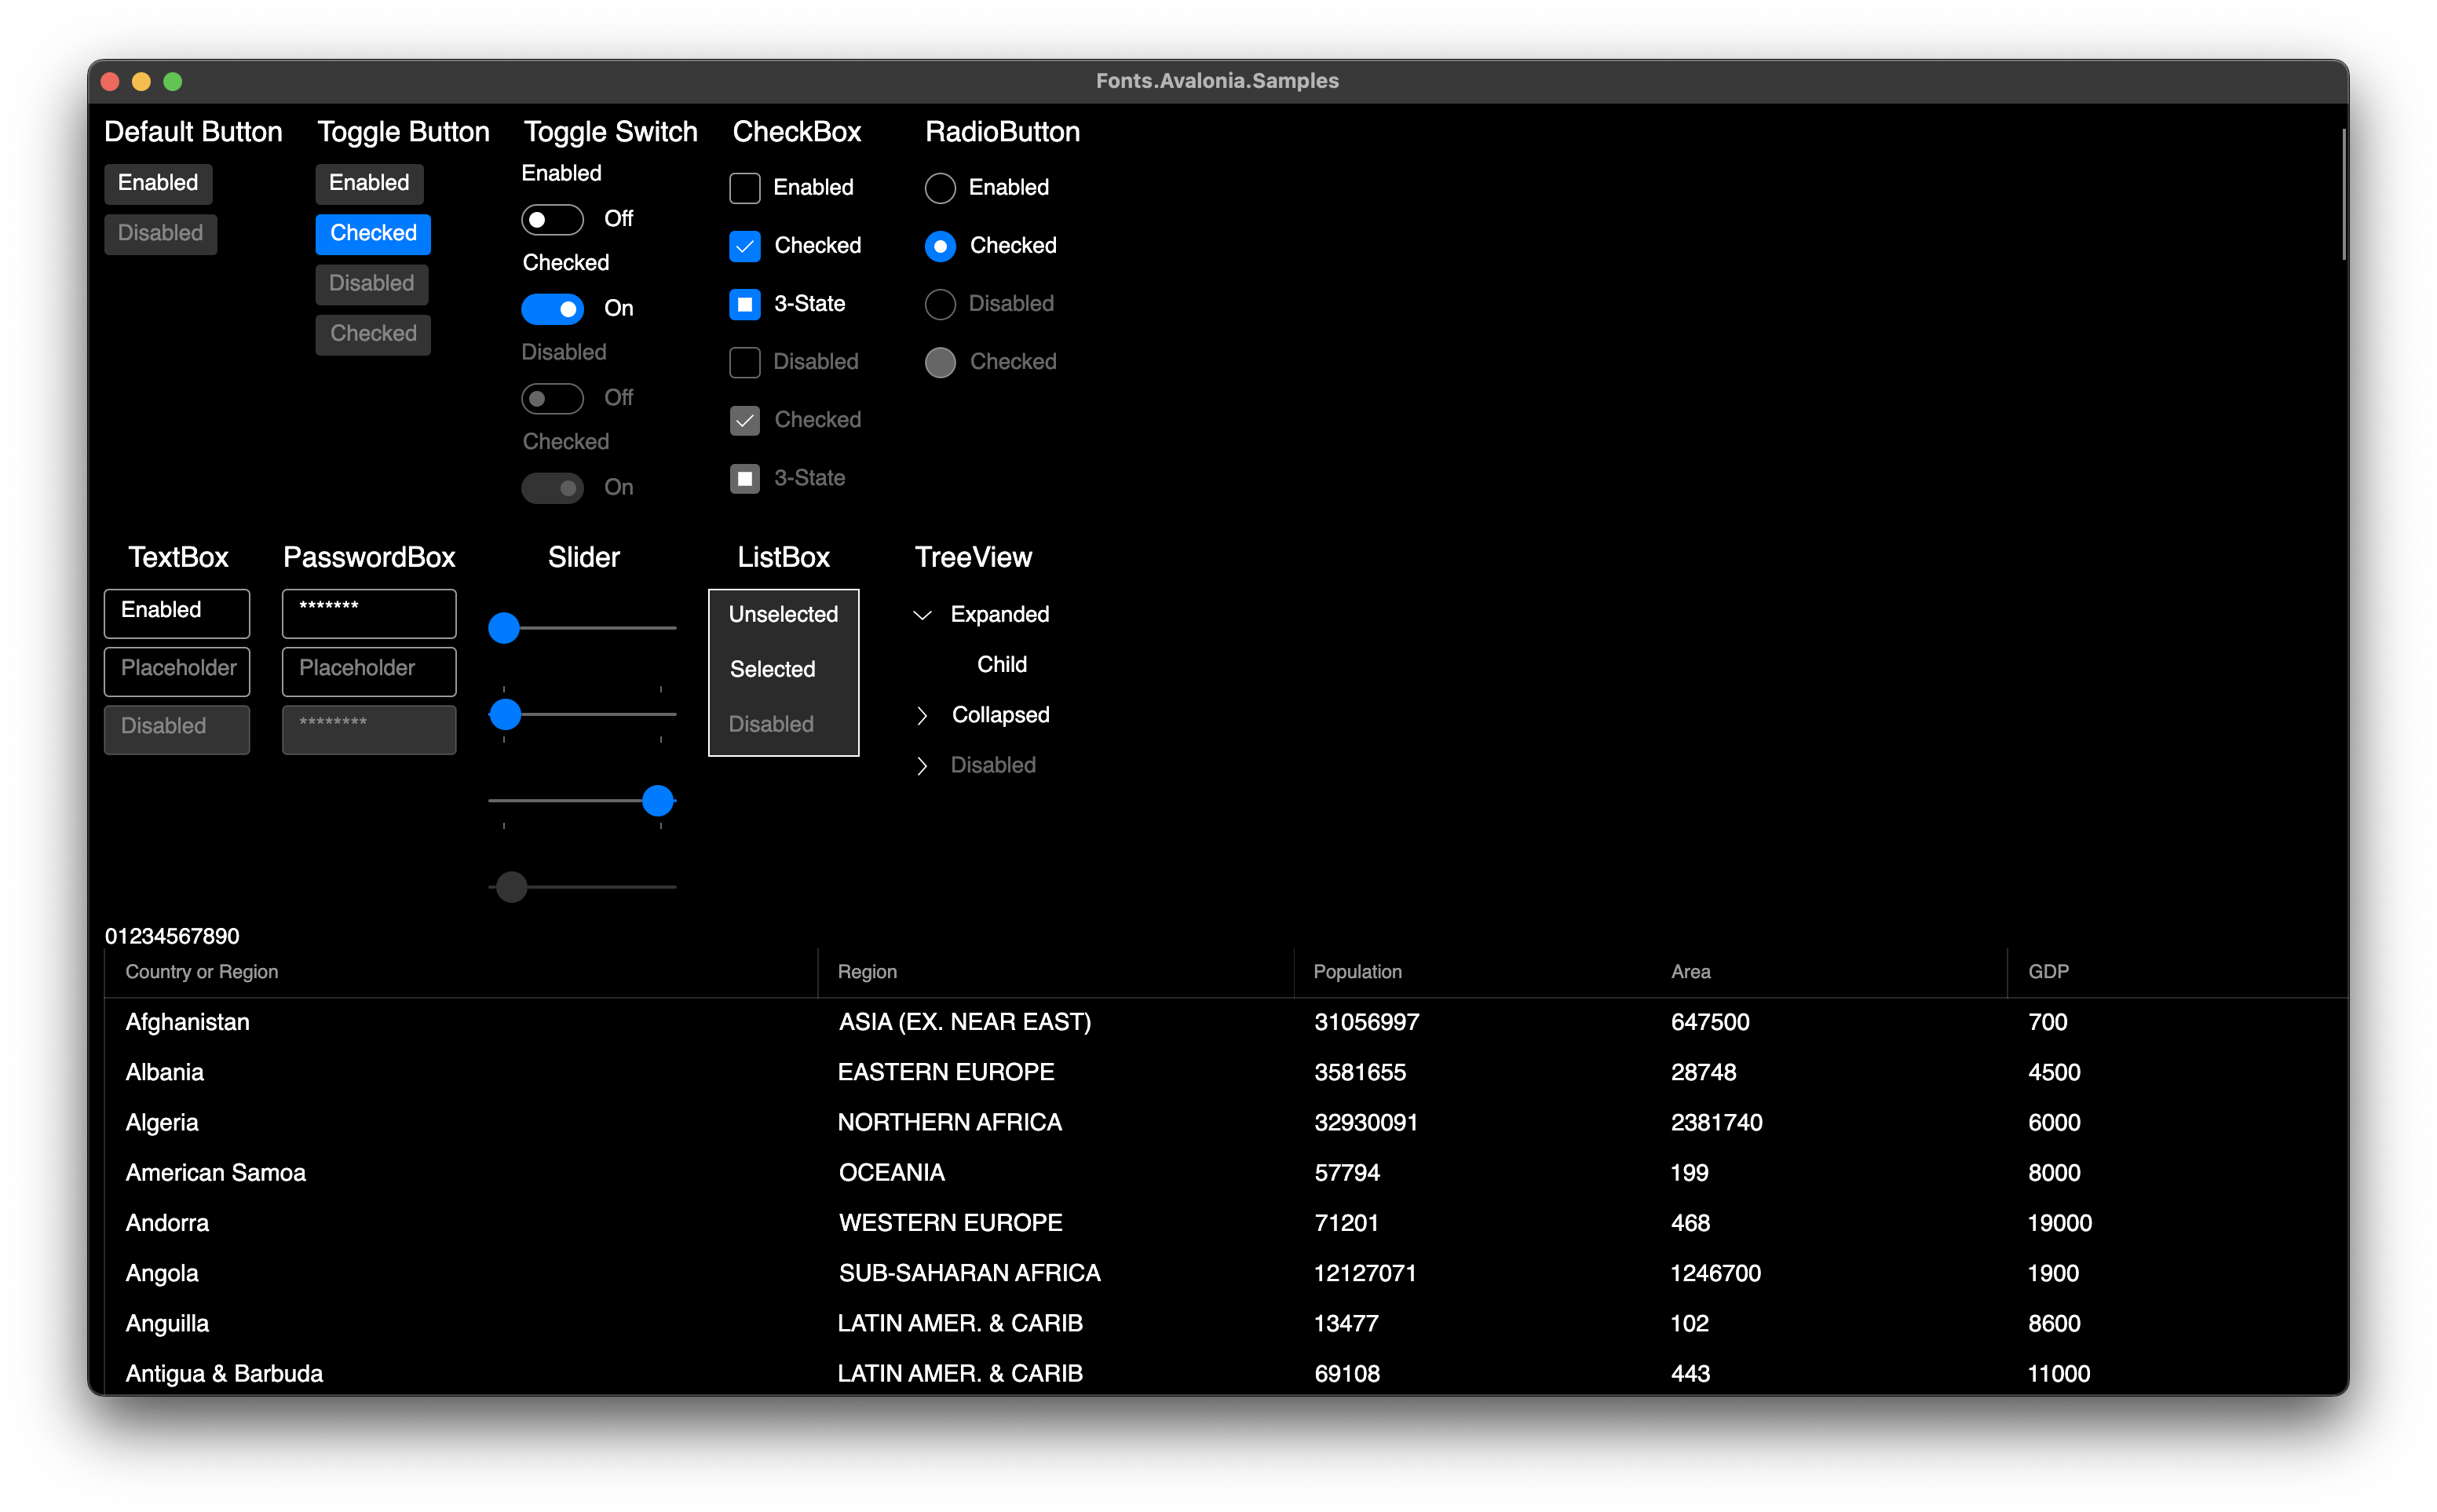 Fonts.Avalonia.Samples
Default Button
Enabled
Disabled
Toggle Button
Enabled
Checked
Disabled
Checked
Toggle Switch
Enabled
Off
Checked
On
Disabled
Off
Checked
On
CheckBox
Enabled
Checked
3-State
Disabled
Checked
3-State
RadioButton
Enabled
Checked
Disabled
Checked
TextBox
Enabled
Placeholder
Disabled
PasswordBox
*******
Placeholder
********
Slider
ListBox
Unselected
Selected
Disabled
TreeView
Expanded
Child
Collapsed
Disabled
01234567890
Country or Region Region Population Area GDP
Afghanistan ASIA (EX. NEAR EAST) 31056997 647500 700
Albania EASTERN EUROPE 3581655 28748 4500
Algeria NORTHERN AFRICA 32930091 2381740 6000
American Samoa OCEANIA 57794 199 8000
Andorra WESTERN EUROPE 71201 468 19000
Angola SUB-SAHARAN AFRICA 12127071 1246700 1900
Anguilla LATIN AMER. & CARIB 13477 102 8600
Antigua & Barbuda LATIN AMER. & CARIB 69108 443 11000